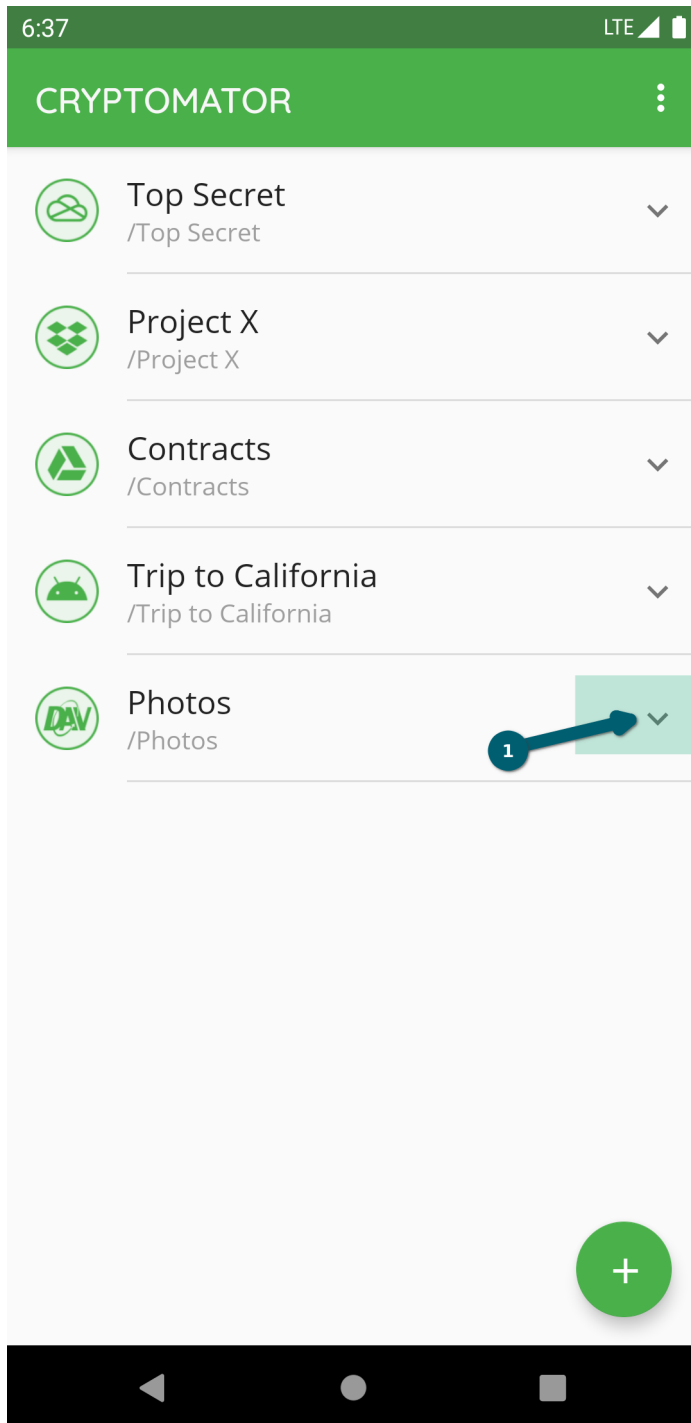 6:37
LTE
CRYPTOMATOR
Top Secret
/Top Secret
Project X
/Project X
Contracts
/Contracts
Trip to California
/Trip to California
DAV
Photos
/Photos
1